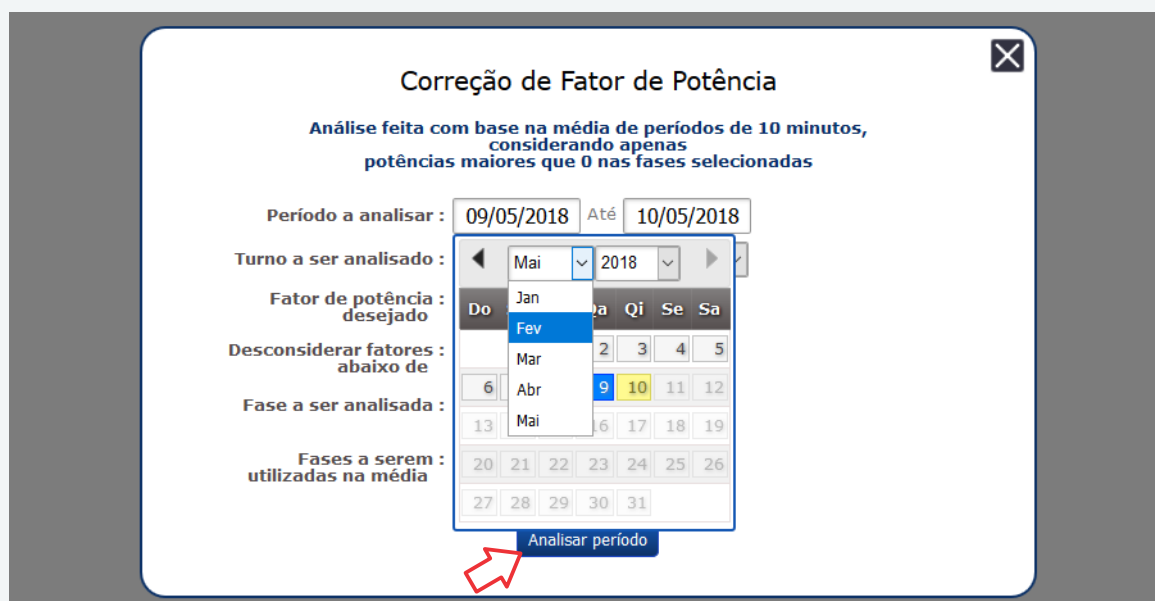 Correção de Fator de Potência
Análise feita com base na média de períodos de 10 minutos,
considerando apenas
potências maiores que 0 nas fases selecionadas
Período a analisar : 09/05/2018 Até 10/05/2018
Turno a ser analisado :
Mai 2018
Fator de potência :
desejado
Jan
Fev
Mar
Abr
Mai
Do Qi Se Sa
Desconsiderar fatores :
abaixo de
2 3 4 5
6 9 10 11 12
Fase a ser analisada :
13 16 17 18 19
Fases a serem :
utilizadas na média
20 21 22 23 24 25 26
27 28 29 30 31
Analisar período